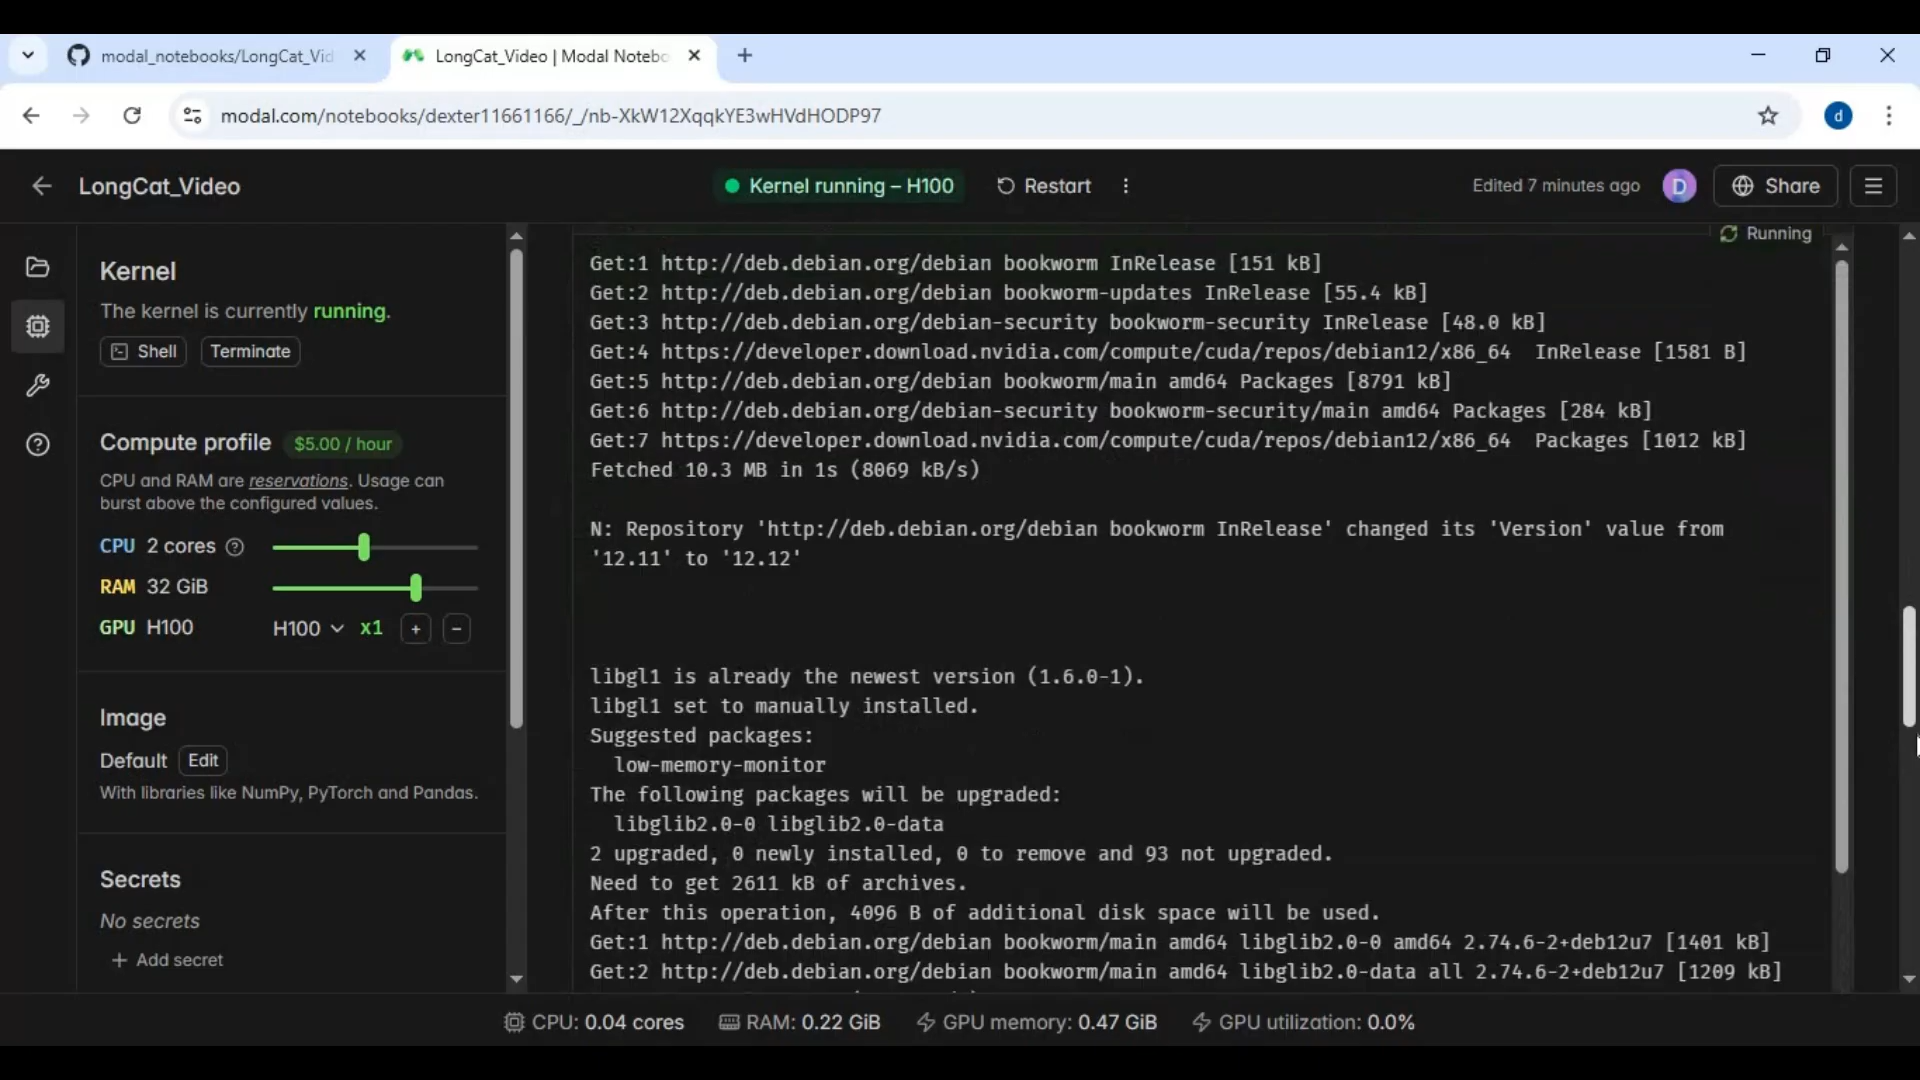 modal_notebooks/LongCat_Vid
LongCat_Video | Modal Notebo
modal.com/notebooks/dexter11661166/_/nb-XkW12XqqkYE3wHVdHODP97
d
LongCat_Video
Kernel running – H100
Restart
Edited 7 minutes ago
D
Share
Kernel
The kernel is currently running.
Shell
Terminate
Compute profile
$5.00 / hour
CPU and RAM are reservations. Usage can
burst above the configured values.
CPU 2 cores
RAM 32 GiB
GPU H100
H100
x1
+
-
Image
Default
Edit
With libraries like NumPy, PyTorch and Pandas.
Secrets
No secrets
+ Add secret
Running
Get:1 http://deb.debian.org/debian bookworm InRelease [151 kB]
Get:2 http://deb.debian.org/debian bookworm-updates InRelease [55.4 kB]
Get:3 http://deb.debian.org/debian-security bookworm-security InRelease [48.0 kB]
Get:4 https://developer.download.nvidia.com/compute/cuda/repos/debian12/x86_64  InRelease [1581 B]
Get:5 http://deb.debian.org/debian bookworm/main amd64 Packages [8791 kB]
Get:6 http://deb.debian.org/debian-security bookworm-security/main amd64 Packages [284 kB]
Get:7 https://developer.download.nvidia.com/compute/cuda/repos/debian12/x86_64  Packages [1012 kB]
Fetched 10.3 MB in 1s (8069 kB/s)
N: Repository 'http://deb.debian.org/debian bookworm InRelease' changed its 'Version' value from
'12.11' to '12.12'
libgl1 is already the newest version (1.6.0-1).
libgl1 set to manually installed.
Suggested packages:
low-memory-monitor
The following packages will be upgraded:
libglib2.0-0 libglib2.0-data
2 upgraded, 0 newly installed, 0 to remove and 93 not upgraded.
Need to get 2611 kB of archives.
After this operation, 4096 B of additional disk space will be used.
Get:1 http://deb.debian.org/debian bookworm/main amd64 libglib2.0-0 amd64 2.74.6-2+deb12u7 [1401 kB]
Get:2 http://deb.debian.org/debian bookworm/main amd64 libglib2.0-data all 2.74.6-2+deb12u7 [1209 kB]
CPU: 0.04 cores
RAM: 0.22 GiB
GPU memory: 0.47 GiB
GPU utilization: 0.0%